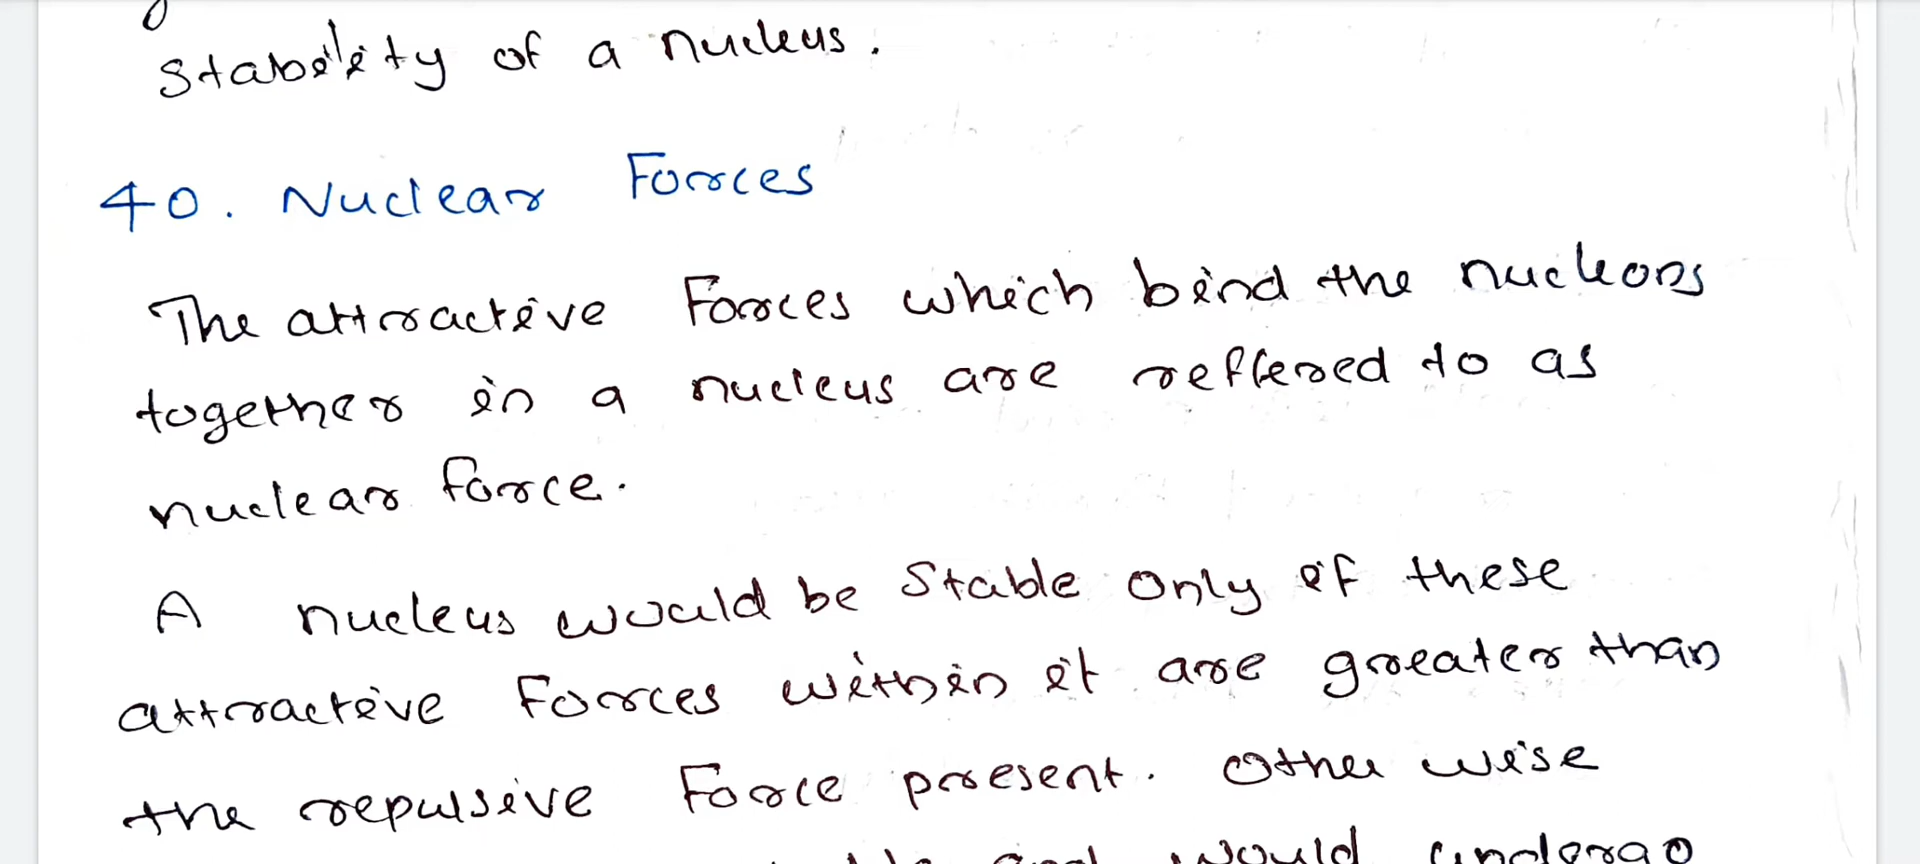 Stability of a nucleus.
40. Nuclear Forces
The attractive Forces which bind the nucleons
together in a nucleus are reffered to as
nuclear force.
A nucleus would be Stable Only if these
attractive Forces within it are greater than
the repulsive Force present. Other wise
would undergo